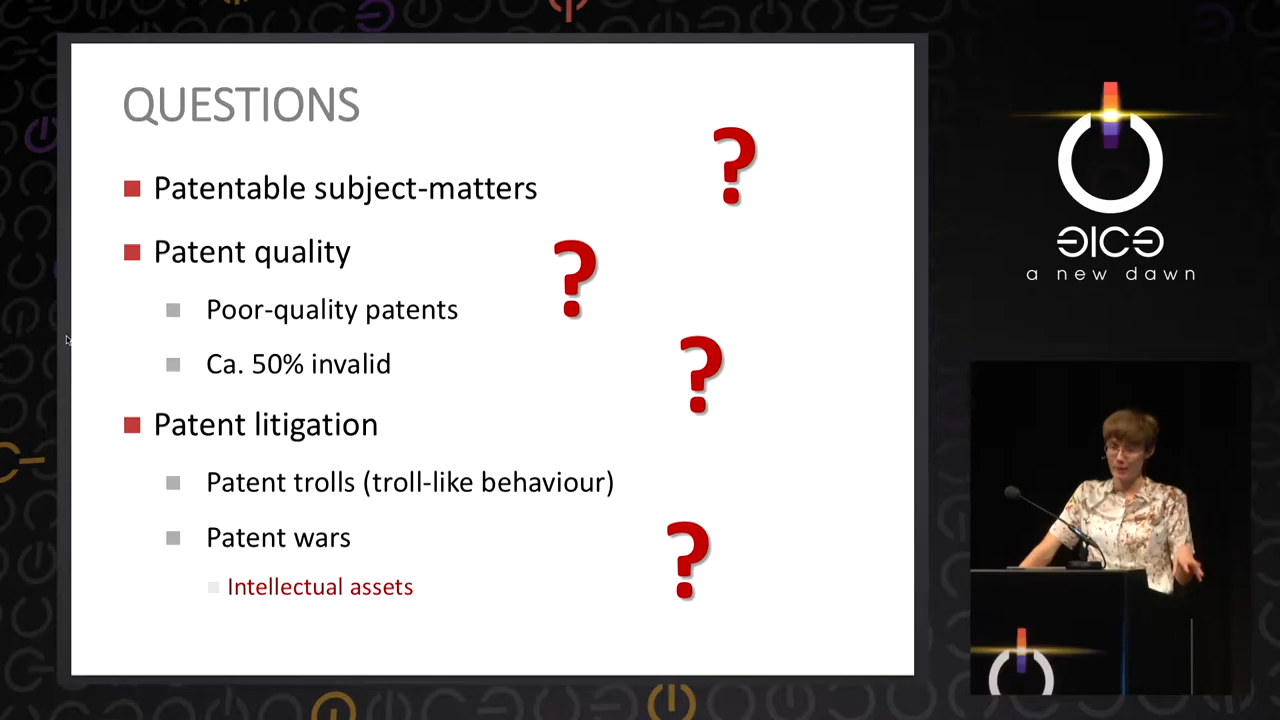 QUESTIONS
?
Patentable subject-matters
Patent quality
?
Poor-quality patents
Ca. 50% invalid
?
Patent litigation
Patent trolls (troll-like behaviour)
Patent wars
?
Intellectual assets
a new dawn